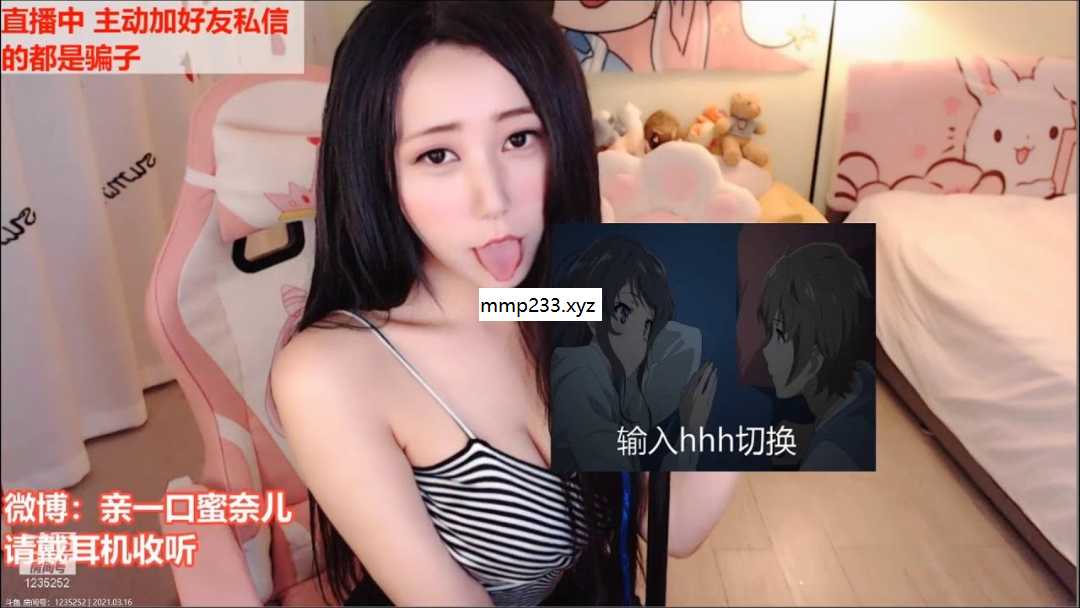 直播中 主动加好友私信
的都是骗子
mmp233.xyz
输入hhh切换
微博：亲一口蜜奈儿
请戴耳机收听
房间号
1235252
斗鱼 房间号：1235252 | 2021.03.16